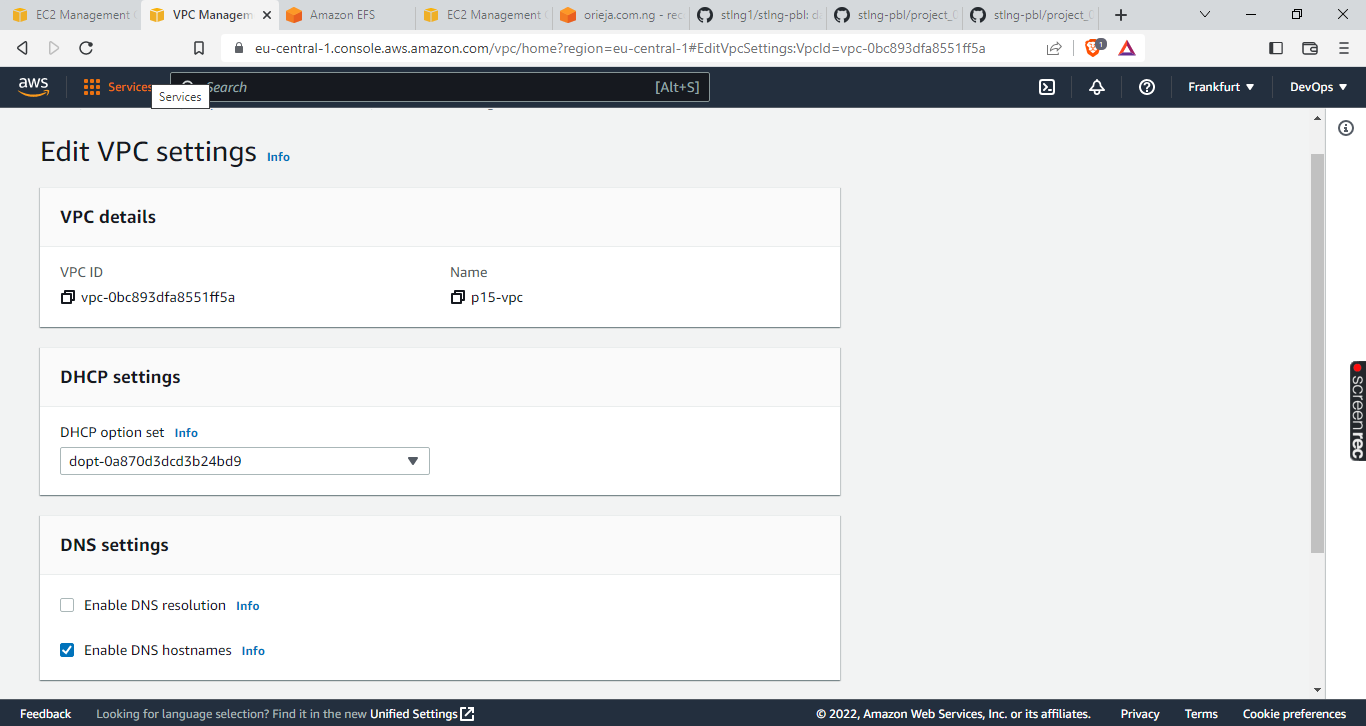 EC2 Management
VPC Managem
Amazon EFS
EC2 Management
orieja.com.ng - rec
stlng1/stlng-pbl: d
stlng-pbl/project_0
stlng-pbl/project_
eu-central-1.console.aws.amazon.com/vpc/home?region=eu-central-1#EditVpcSettings:VpcId=vpc-0bc893dfa8551ff5a
1
aws
Services
Search
[Alt+S]
Frankfurt
DevOps
Services
Edit VPC settings Info
VPC details
VPC ID
Name
vpc-0bc893dfa8551ff5a
p15-vpc
DHCP settings
DHCP option set Info
dopt-0a870d3dcd3b24bd9
DNS settings
Enable DNS resolution Info
Enable DNS hostnames Info
screenrec
Feedback
Looking for language selection? Find it in the new Unified Settings
© 2022, Amazon Web Services, Inc. or its affiliates.
Privacy
Terms
Cookie preferences